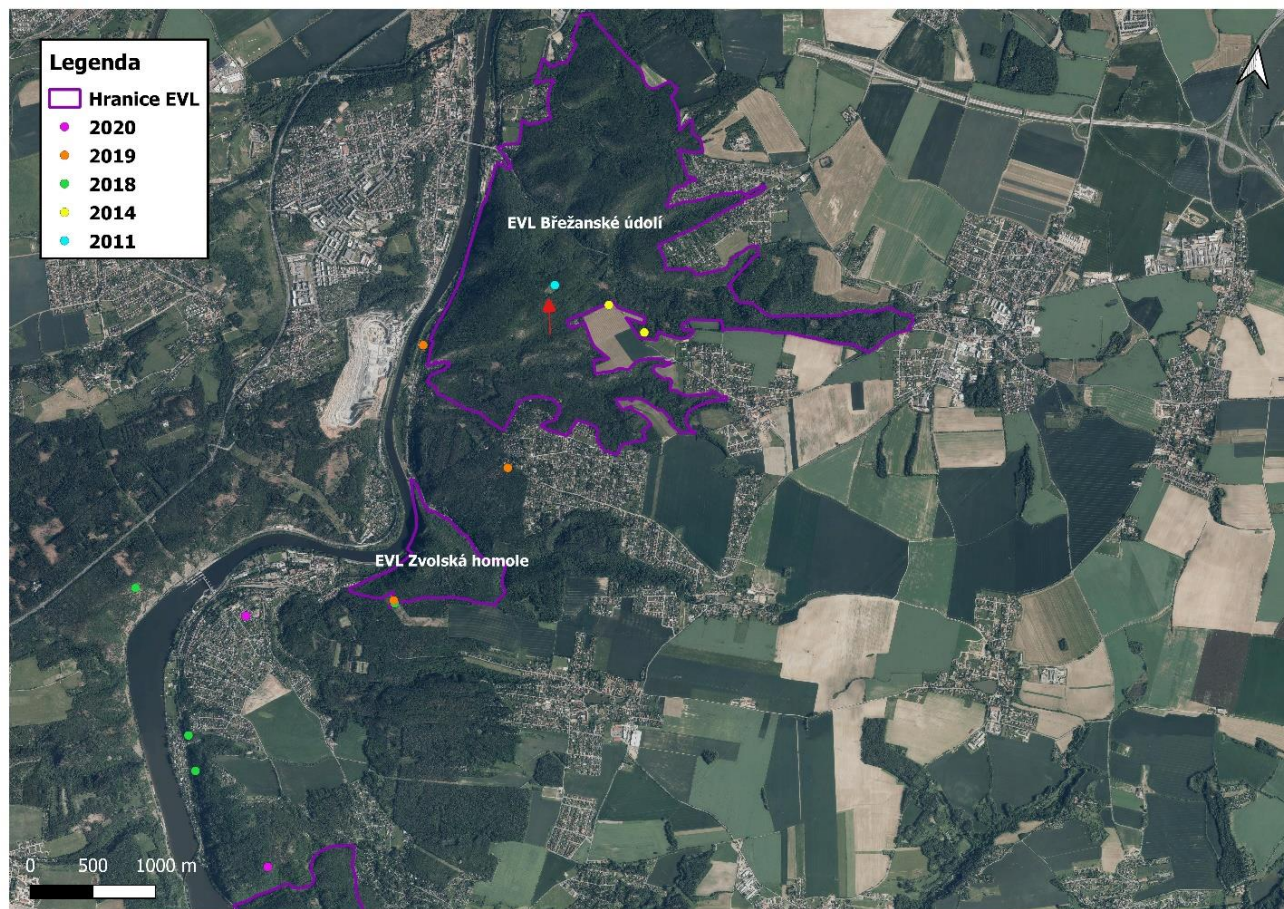 Legenda
Hranice EVL
2020
2019
2018
2014
2011
EVL Břežanské údolí
EVL Zvolská homole
0 500 1000 m